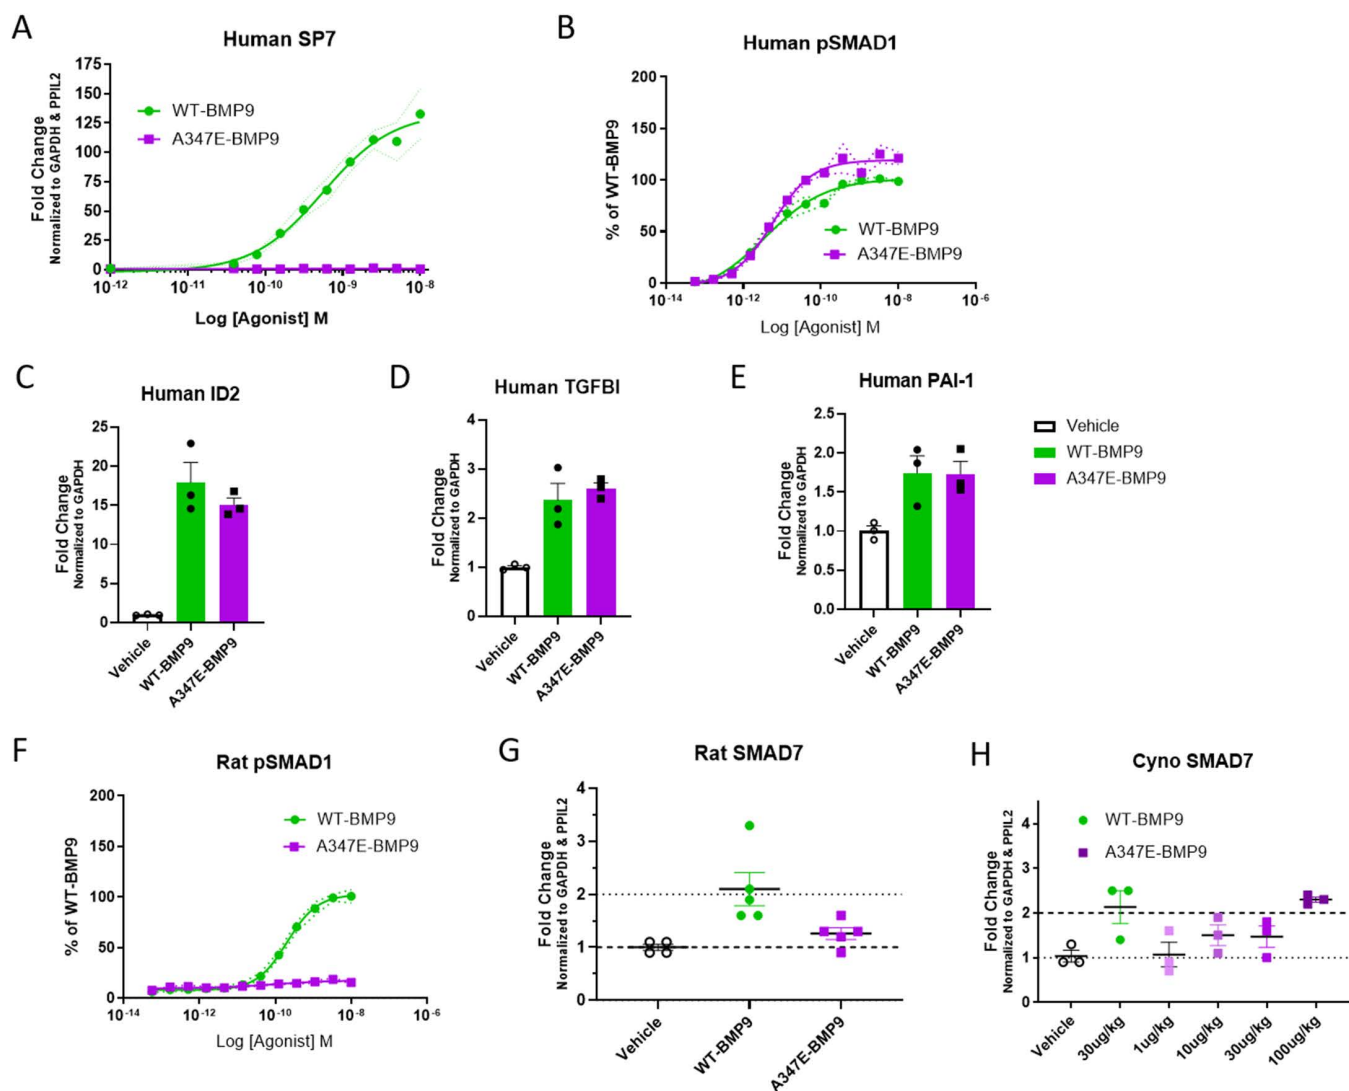 A
Human SP7
Fold Change
Normalized to GAPDH & PPIL2
175
150
125
100
75
50
25
0
WT-BMP9
A347E-BMP9
10-12
10-11
10-10
10-9
10-8
Log [Agonist] M
B
Human pSMAD1
% of WT-BMP9
200
150
100
50
0
WT-BMP9
A347E-BMP9
10-14
10-12
10-10
10-8
10-6
Log [Agonist] M
C
Human ID2
Fold Change
Normalized to GAPDH
25
20
15
10
5
0
Vehicle
WT-BMP9
A347E-BMP9
D
Human TGFBI
Fold Change
Normalized to GAPDH
4
3
2
1
0
Vehicle
WT-BMP9
A347E-BMP9
E
Human PAI-1
Fold Change
Normalized to GAPDH
2.5
2.0
1.5
1.0
0.5
0.0
Vehicle
WT-BMP9
A347E-BMP9
Vehicle
WT-BMP9
A347E-BMP9
F
Rat pSMAD1
% of WT-BMP9
200
150
100
50
0
WT-BMP9
A347E-BMP9
10-14
10-12
10-10
10-8
10-6
Log [Agonist] M
G
Rat SMAD7
Fold Change
Normalized to GAPDH & PPIL2
4
3
2
1
0
Vehicle
WT-BMP9
A347E-BMP9
H
Cyno SMAD7
Fold Change
Normalized to GAPDH & PPIL2
4
3
2
1
0
WT-BMP9
A347E-BMP9
Vehicle
30ug/kg
1ug/kg
10ug/kg
30ug/kg
100ug/kg